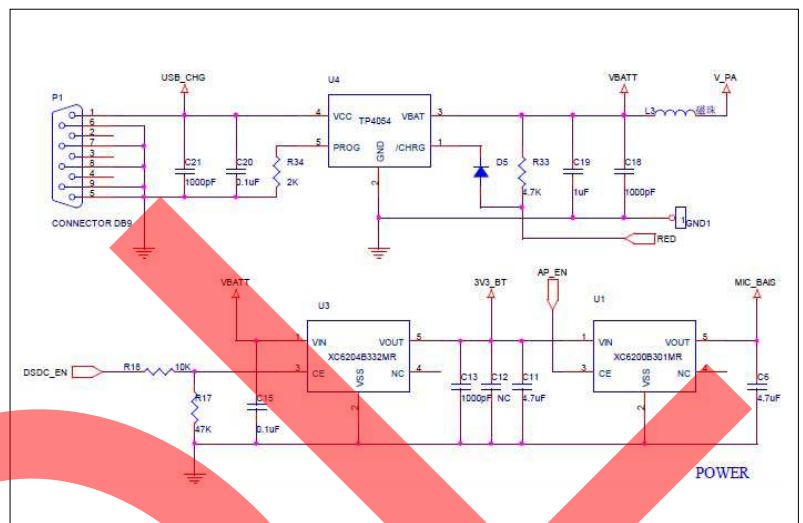 USB_CHG
U4
VBATT
V_PA
P1
L3 磁珠
1
6
2
7
3
8
4
9
5
4 VCC TP4054 VBAT 3
5 PROG /CHRG 1
GND
2
C21
1000pF
C20
0.1uF
R34
2K
D5
R33
4.7K
C19
1uF
C18
1000pF
CONNECTOR DB9
1 GND1
RED
VBATT
U3
3V3_BT
AP_EN
U1
MIC_BAIS
1 VIN VOUT 5
XC6204B332MR
3 CE VSS NC 4
2
DSDC_EN
R18 10K
R17
47K
C15
0.1uF
C13
1000pF
C12
NC
C11
4.7uF
1 VIN VOUT 5
XC6200B301MR
3 CE VSS NC 4
2
C6
4.7uF
POWER